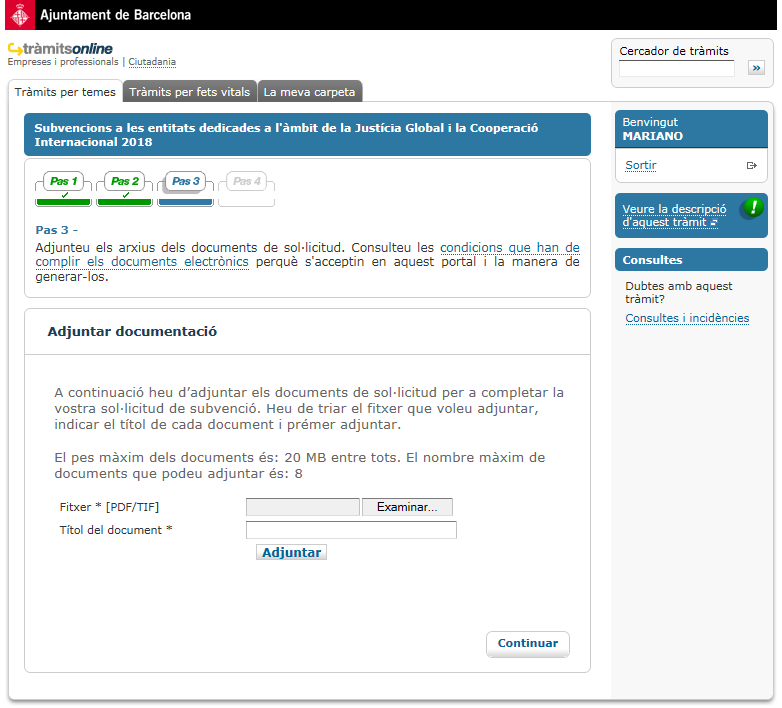 Ajuntament de Barcelona
tràmitsonline
Empreses i professionals | Ciutadania
Cercador de tràmits
»
Tràmits per temes
Tràmits per fets vitals
La meva carpeta
Subvencions a les entitats dedicades a l'àmbit de la Justícia Global i la Cooperació
Internacional 2018
Pas 1
Pas 2
Pas 3
Pas 4
Pas 3 -
Adjunteu els arxius dels documents de sol·licitud. Consulteu les condicions que han de
complir els documents electrònics perquè s'acceptin en aquest portal i la manera de
generar-los.
Adjuntar documentació
A continuació heu d’adjuntar els documents de sol·licitud per a completar la
vostra sol·licitud de subvenció. Heu de triar el fitxer que voleu adjuntar,
indicar el títol de cada document i prémer adjuntar.
El pes màxim dels documents és: 20 MB entre tots. El nombre màxim de
documents que podeu adjuntar és: 8
Fitxer * [PDF/TIF]
Examinar...
Títol del document *
Adjuntar
Continuar
Benvingut
MARIANO
Sortir
Veure la descripció
d'aquest tràmit
Consultes
Dubtes amb aquest
tràmit?
Consultes i incidències